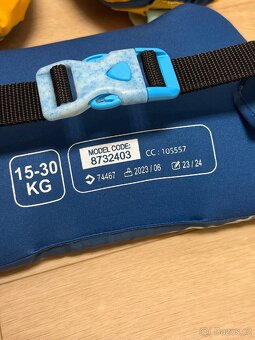 15-30
KG
MODEL CODE:
8732403
CC : 105557
74467
2023 / 06
23 / 24